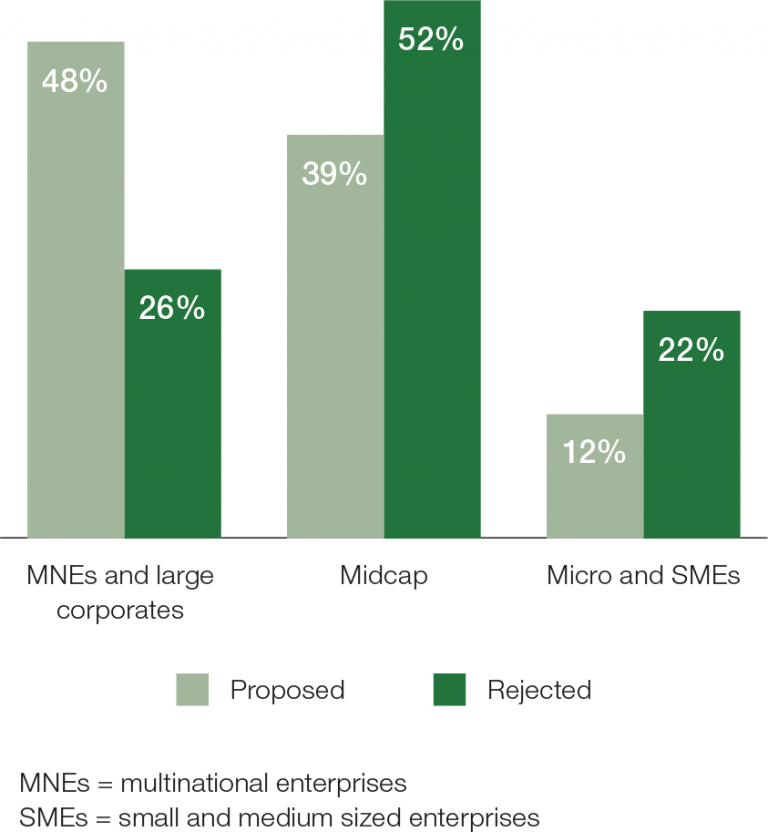 48%
26%
39%
52%
12%
22%
MNEs and large
corporates
Midcap
Micro and SMEs
Proposed
Rejected
MNEs = multinational enterprises
SMEs = small and medium sized enterprises